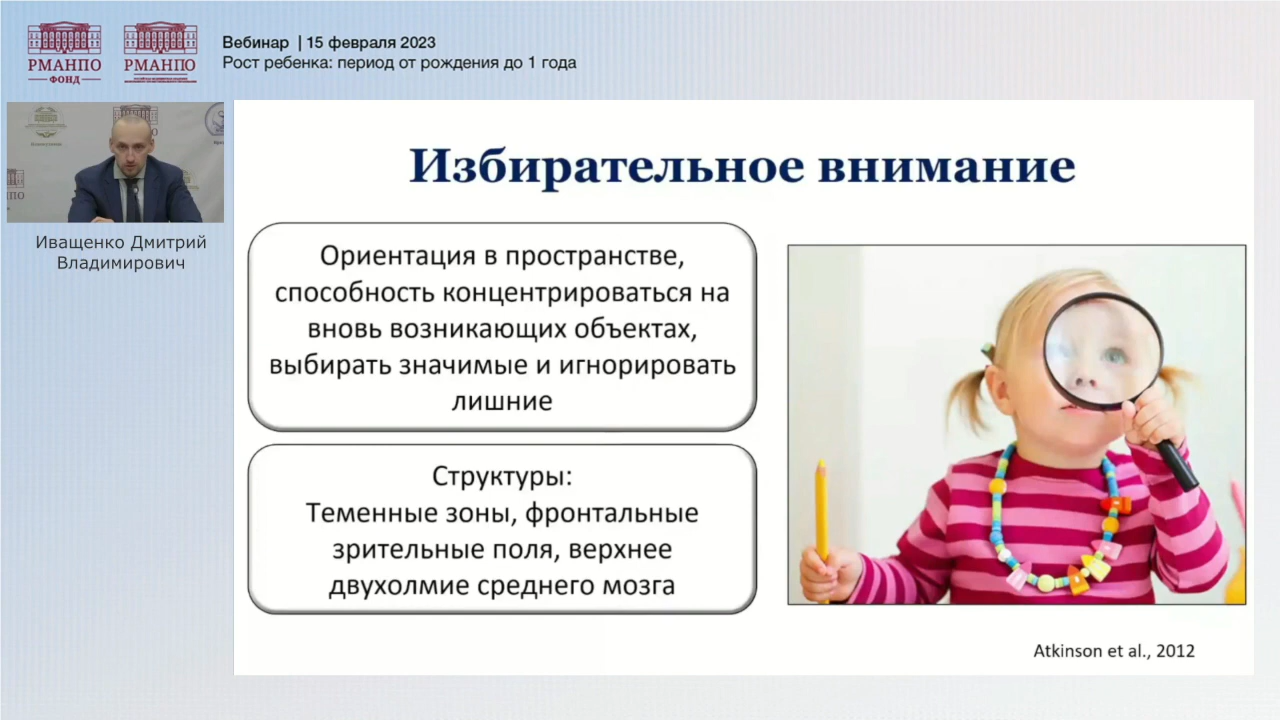 РМАНПО
ФОНД
РМАНПО
Вебинар | 15 февраля 2023
Рост ребенка: период от рождения до 1 года
Иващенко Дмитрий
Владимирович
Избирательное внимание
Ориентация в пространстве,
способность концентрироваться на
вновь возникающих объектах,
выбирать значимые и игнорировать
лишние
Структуры:
Теменные зоны, фронтальные
зрительные поля, верхнее
двухолмие среднего мозга
Atkinson et al., 2012